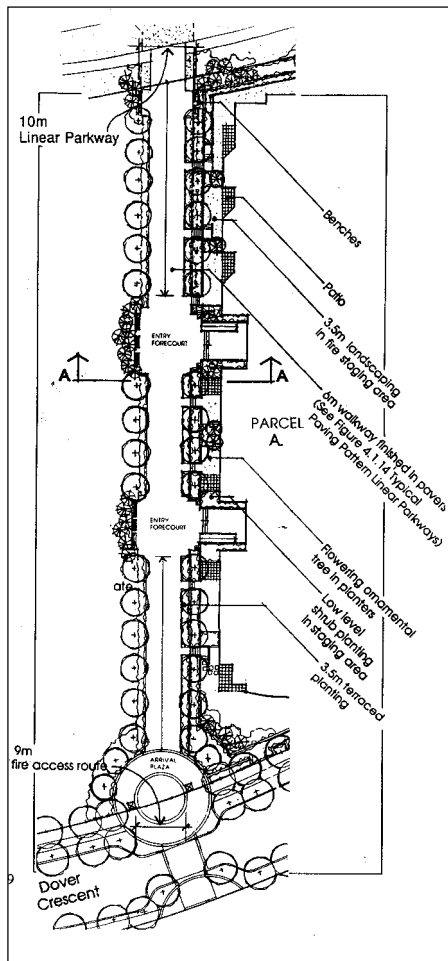 10m
Linear Parkway
Benches
Patio
3.5m landscaping
in fire staging area
ENTRY
FORECOURT
A
A
PARCEL
A.
6m walkway finished in pavers
(See Figure 4.1.14 Typical
Paving Pattern Linear Parkways)
ENTRY
FORECOURT
Flowering ornamental
tree in planters
Low level
shrub planting
in staging area
3.5m terraced
planting
ate
9m
fire access route
ARRIVAL
PLAZA
9
Dover
Crescent